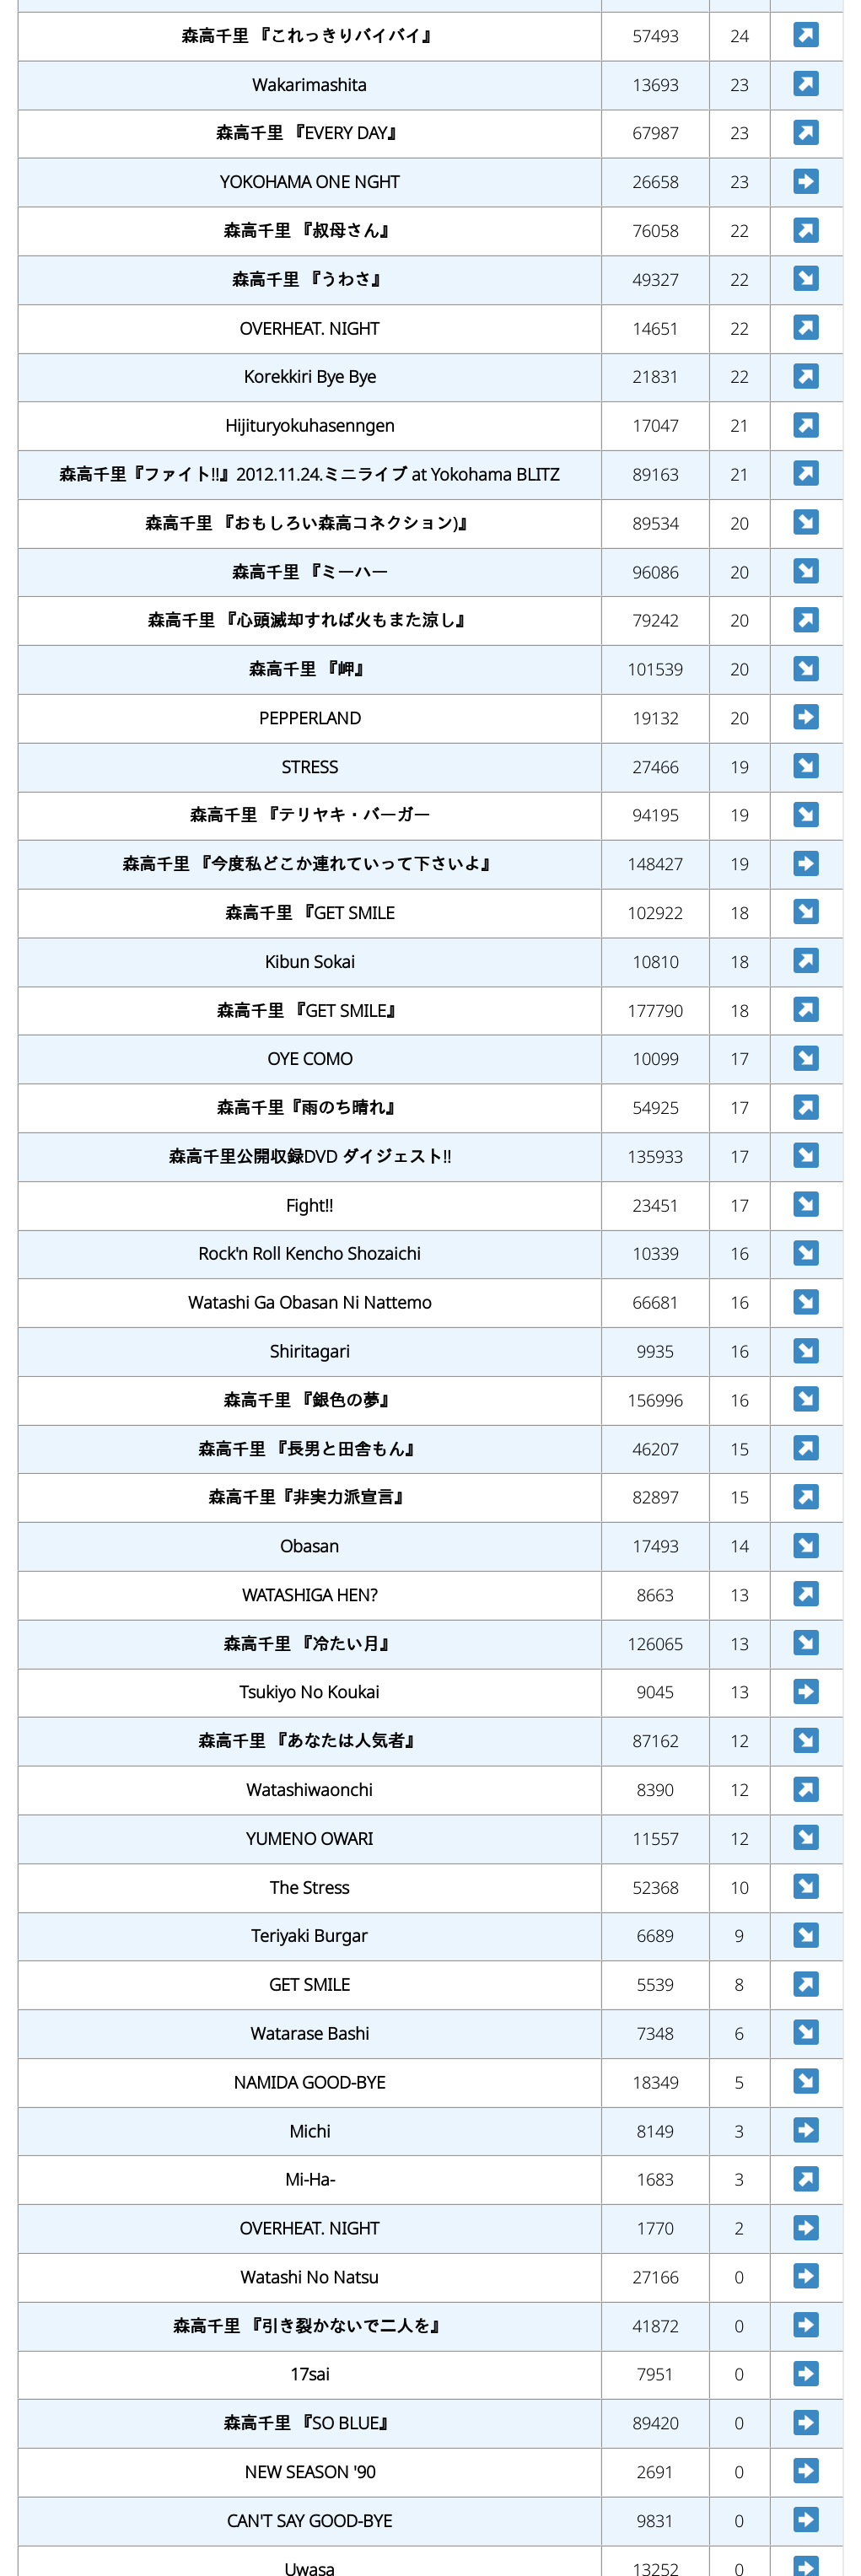 森高千里 『これっきりバイバイ』 57493 24
Wakarimashita 13693 23
森高千里 『EVERY DAY』 67987 23
YOKOHAMA ONE NGHT 26658 23
森高千里 『叔母さん』 76058 22
森高千里 『うわさ』 49327 22
OVERHEAT. NIGHT 14651 22
Korekkiri Bye Bye 21831 22
Hijituryokuhasenngen 17047 21
森高千里『ファイト!!』2012.11.24.ミニライブ at Yokohama BLITZ 89163 21
森高千里 『おもしろい森高コネクション)』 89534 20
森高千里 『ミーハー 96086 20
森高千里 『心頭滅却すれば火もまた涼し』 79242 20
森高千里 『岬』 101539 20
PEPPERLAND 19132 20
STRESS 27466 19
森高千里 『テリヤキ・バーガー 94195 19
森高千里 『今度私どこか連れていって下さいよ』 148427 19
森高千里 『GET SMILE 102922 18
Kibun Sokai 10810 18
森高千里 『GET SMILE』 177790 18
OYE COMO 10099 17
森高千里『雨のち晴れ』 54925 17
森高千里公開収録DVD ダイジェスト!! 135933 17
Fight!! 23451 17
Rock'n Roll Kencho Shozaichi 10339 16
Watashi Ga Obasan Ni Nattemo 66681 16
Shiritagari 9935 16
森高千里 『銀色の夢』 156996 16
森高千里 『長男と田舎もん』 46207 15
森高千里『非実力派宣言』 82897 15
Obasan 17493 14
WATASHIGA HEN? 8663 13
森高千里 『冷たい月』 126065 13
Tsukiyo No Koukai 9045 13
森高千里 『あなたは人気者』 87162 12
Watashiwaonchi 8390 12
YUMENO OWARI 11557 12
The Stress 52368 10
Teriyaki Burgar 6689 9
GET SMILE 5539 8
Watarase Bashi 7348 6
NAMIDA GOOD-BYE 18349 5
Michi 8149 3
Mi-Ha- 1683 3
OVERHEAT. NIGHT 1770 2
Watashi No Natsu 27166 0
森高千里 『引き裂かないで二人を』 41872 0
17sai 7951 0
森高千里 『SO BLUE』 89420 0
NEW SEASON '90 2691 0
CAN'T SAY GOOD-BYE 9831 0
Uwasa 13252 0